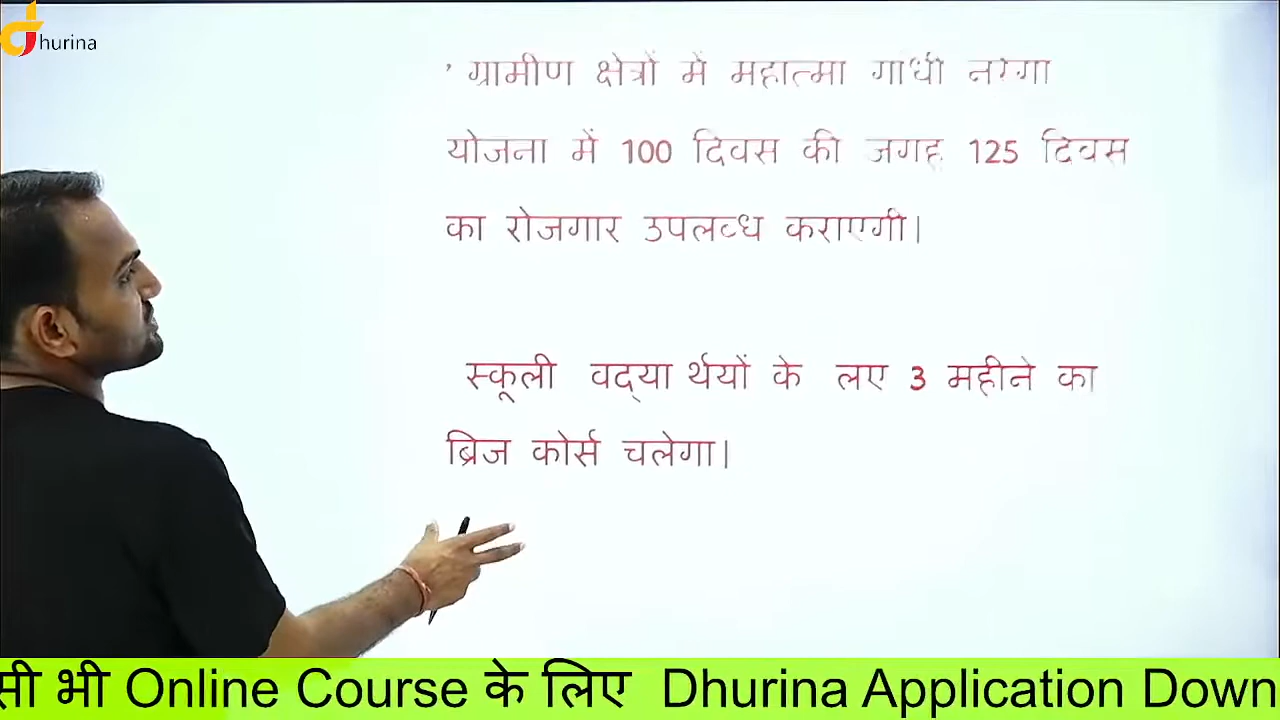 hurina
' ग्रामीण क्षेत्रों में महात्मा गांधी नरेगा
योजना में 100 दिवस की जगह 125 दिवस
का रोजगार उपलब्ध कराएगी।
स्कूली वद्या र्थयों के लए 3 महीने का
ब्रिज कोर्स चलेगा।
सी भी Online Course के लिए Dhurina Application Down